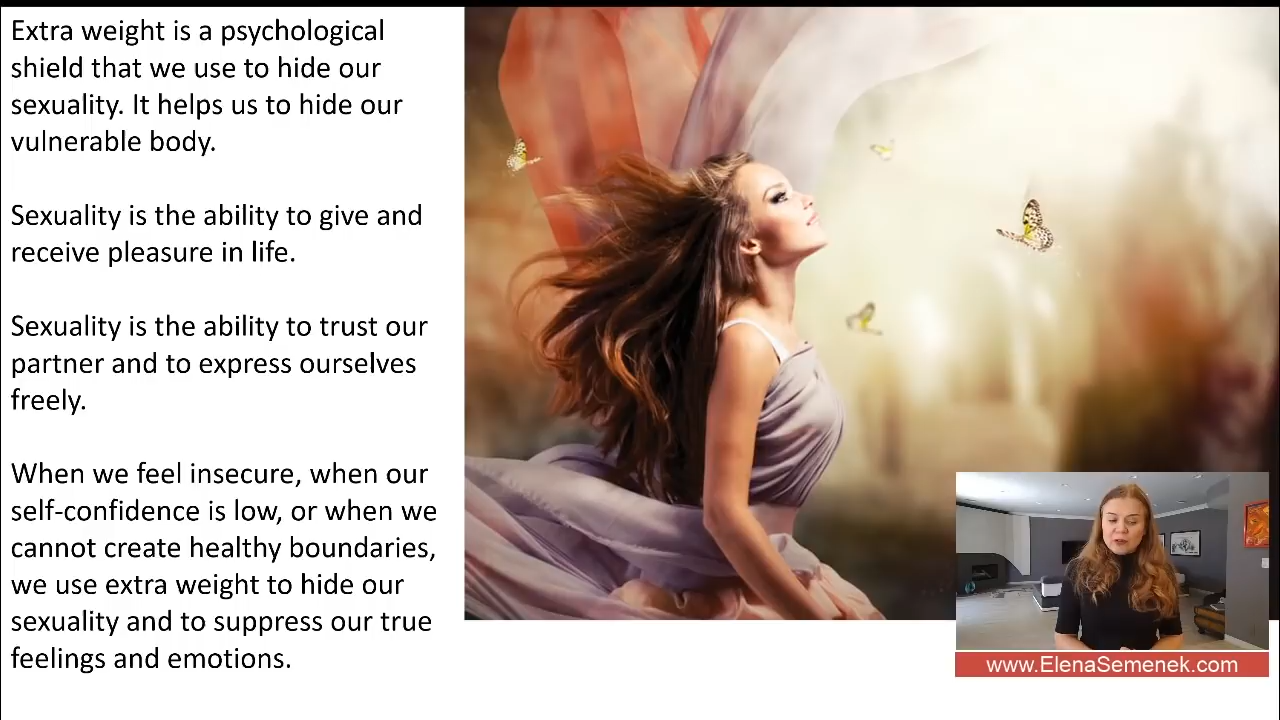 Extra weight is a psychological
shield that we use to hide our
sexuality. It helps us to hide our
vulnerable body.
Sexuality is the ability to give and
receive pleasure in life.
Sexuality is the ability to trust our
partner and to express ourselves
freely.
When we feel insecure, when our
self-confidence is low, or when we
cannot create healthy boundaries,
we use extra weight to hide our
sexuality and to suppress our true
feelings and emotions.
www.ElenaSemenek.com